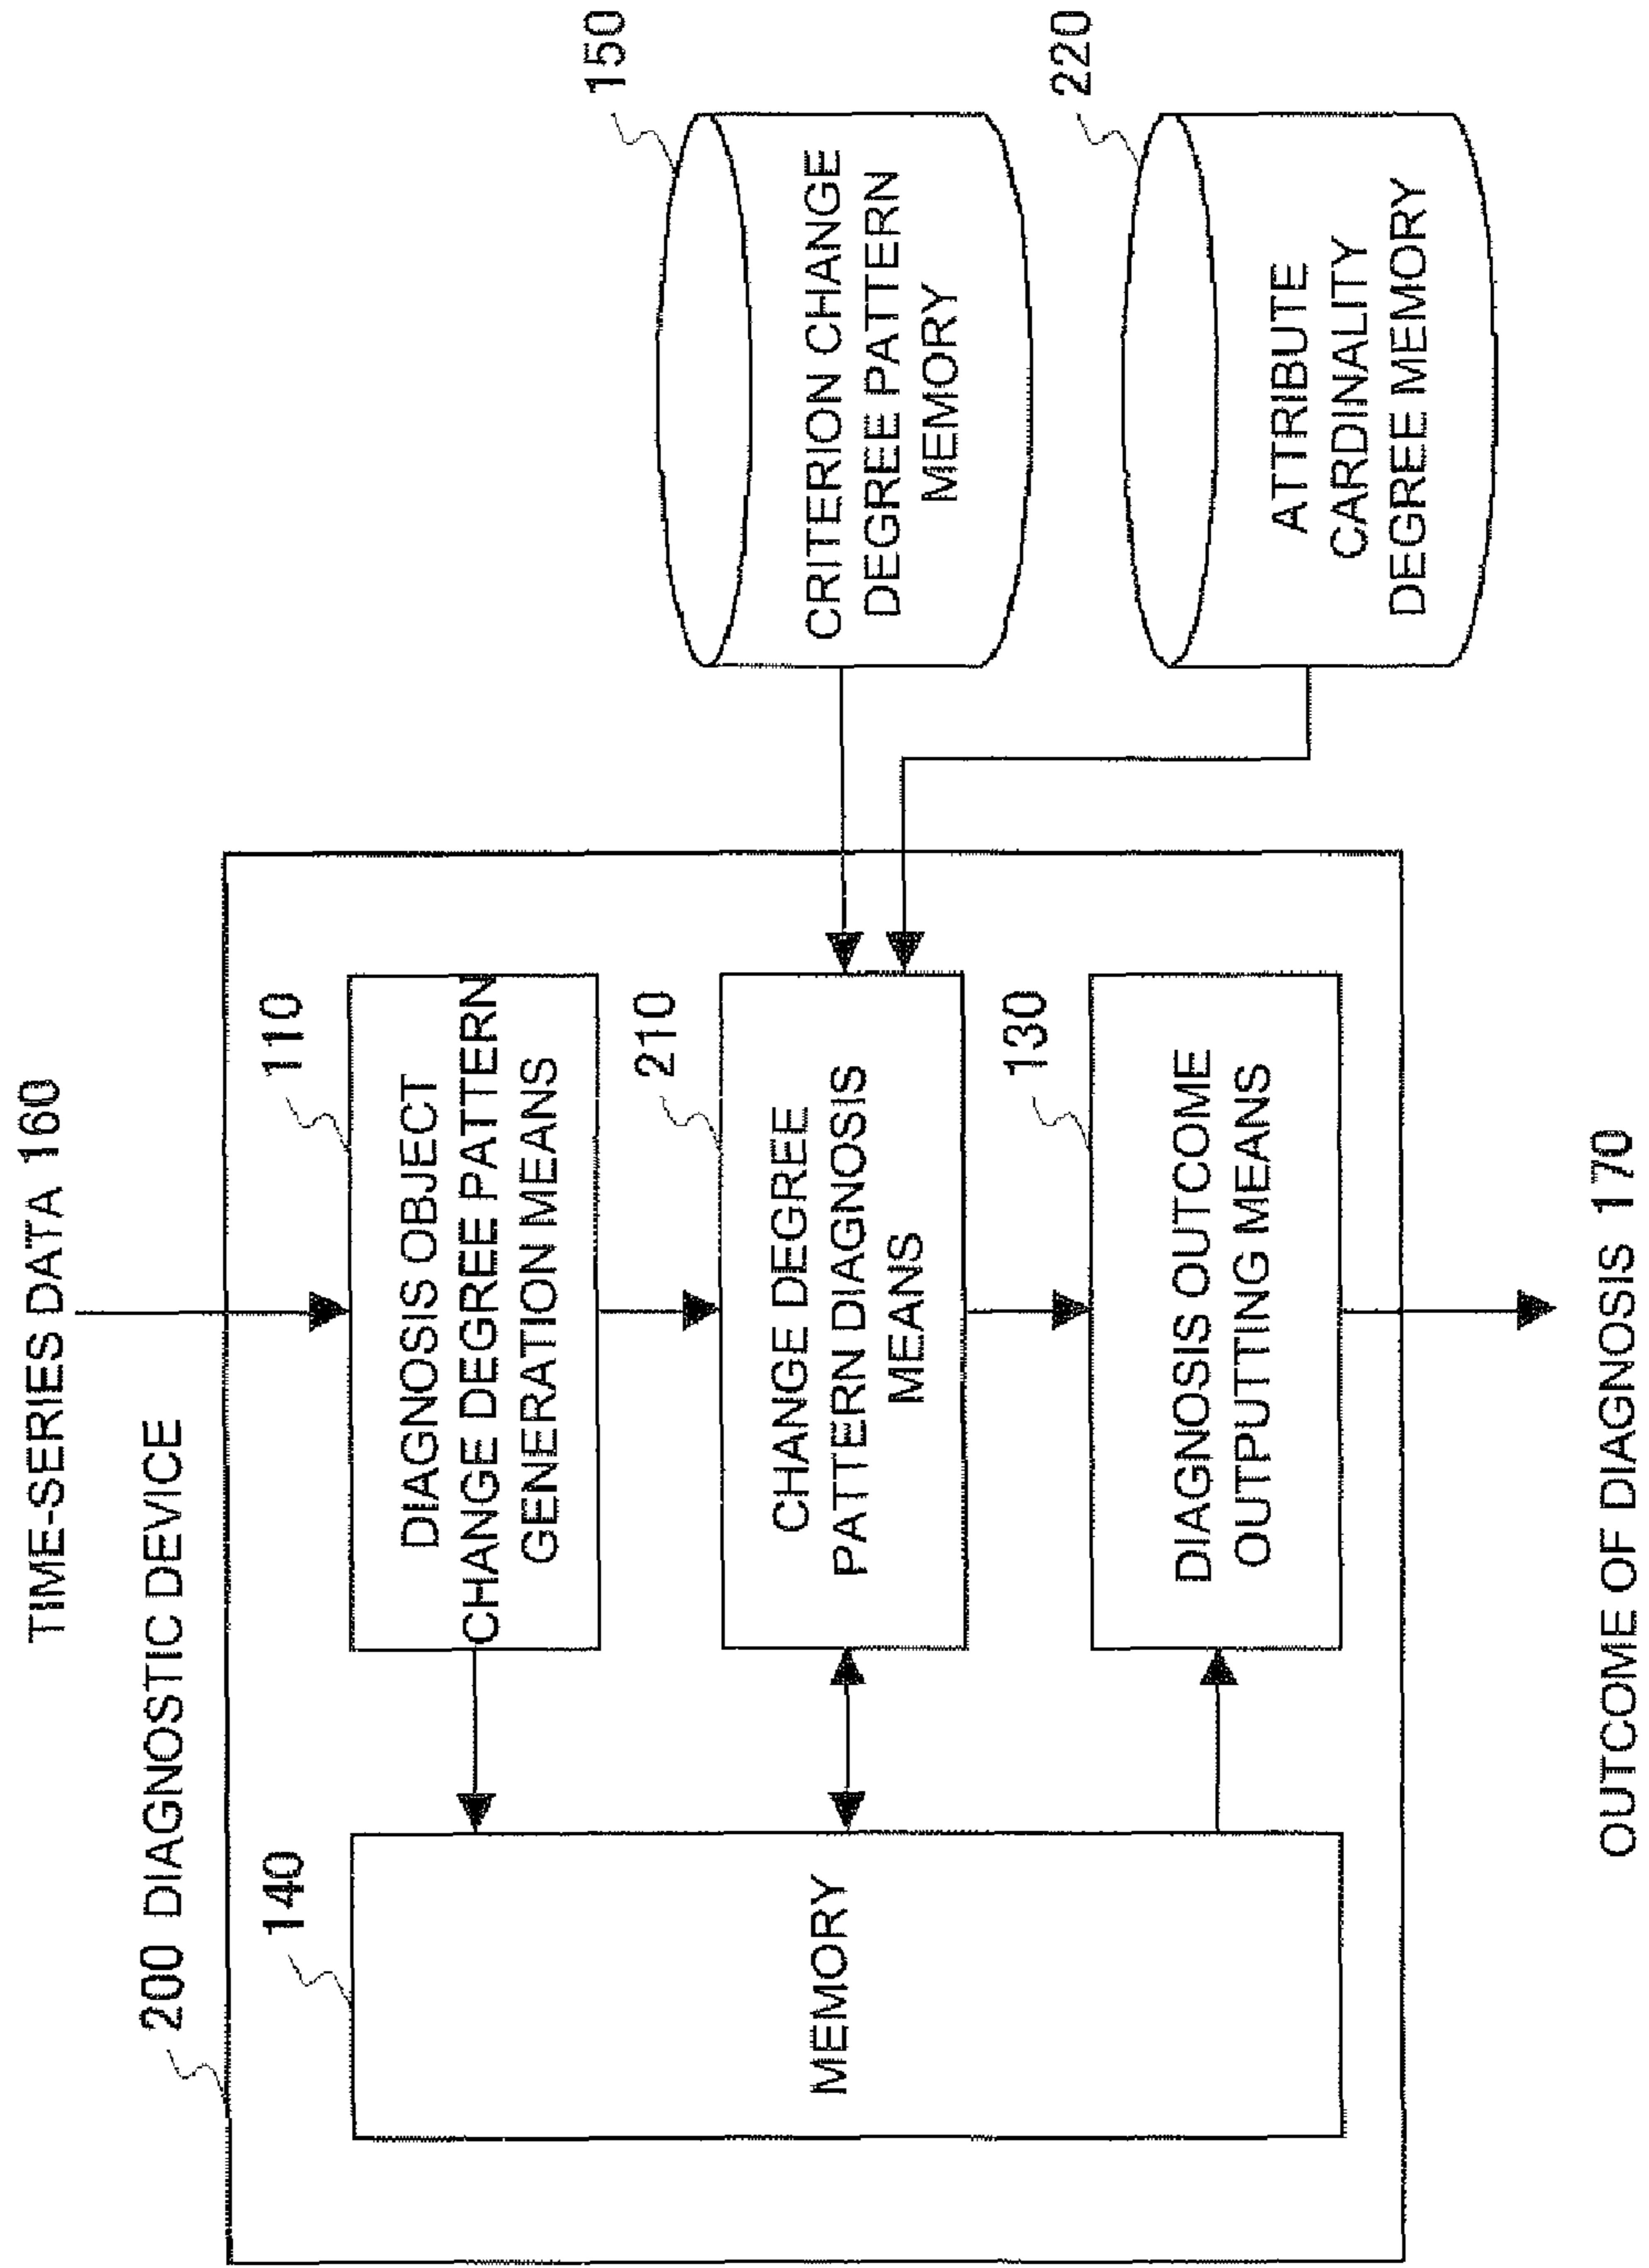 TIME-SERIES DATA 160
200 DIAGNOSTIC DEVICE
140
MEMORY
110
DIAGNOSIS OBJECT
CHANGE DEGREE PATTERN
GENERATION MEANS
210
CHANGE DEGREE
PATTERN DIAGNOSIS
MEANS
130
DIAGNOSIS OUTCOME
OUTPUTING MEANS
150
CRITERION CHANGE
DEGREE PATTERN
MEMORY
220
ATTRIBUTE
CARDINALITY
DEGREE MEMORY
OUTCOME OF DIAGNOSIS 170